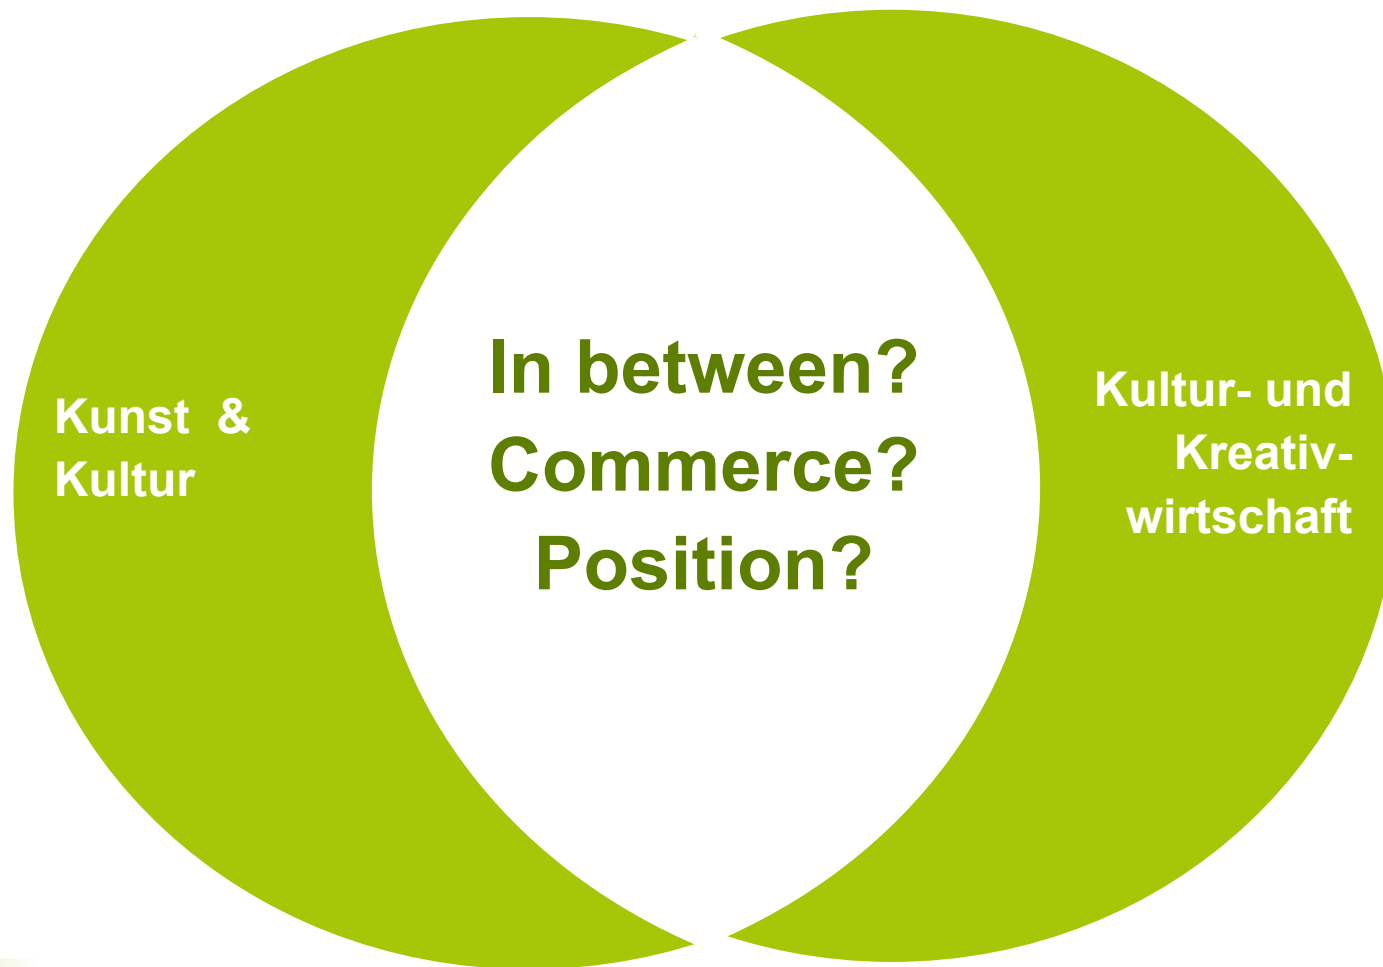 Kunst & 
Kultur
In between?
Commerce?
Position?
Kultur- und
Kreativ-
wirtschaft